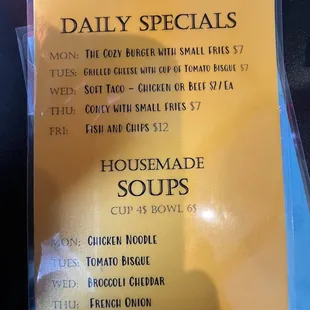 DAILY SPECIALS
MON: THE COZY BURGER WITH SMALL FRIES $7
TUES: GRILLED CHEESE WITH CUP OF TOMATO BISQUE $7
WED: SOFT TACO - CHICKEN OR BEEF $2/EA
THU: CONEY WITH SMALL FRIES $7
FRI: FISH AND CHIPS $12
HOUSEMADE
SOUPS
CUP 4$ BOWL 6$
MON: CHICKEN NOODLE
TUES: TOMATO BISQUE
WED: BROCCOLI CHEDDAR
THU: FRENCH ONION